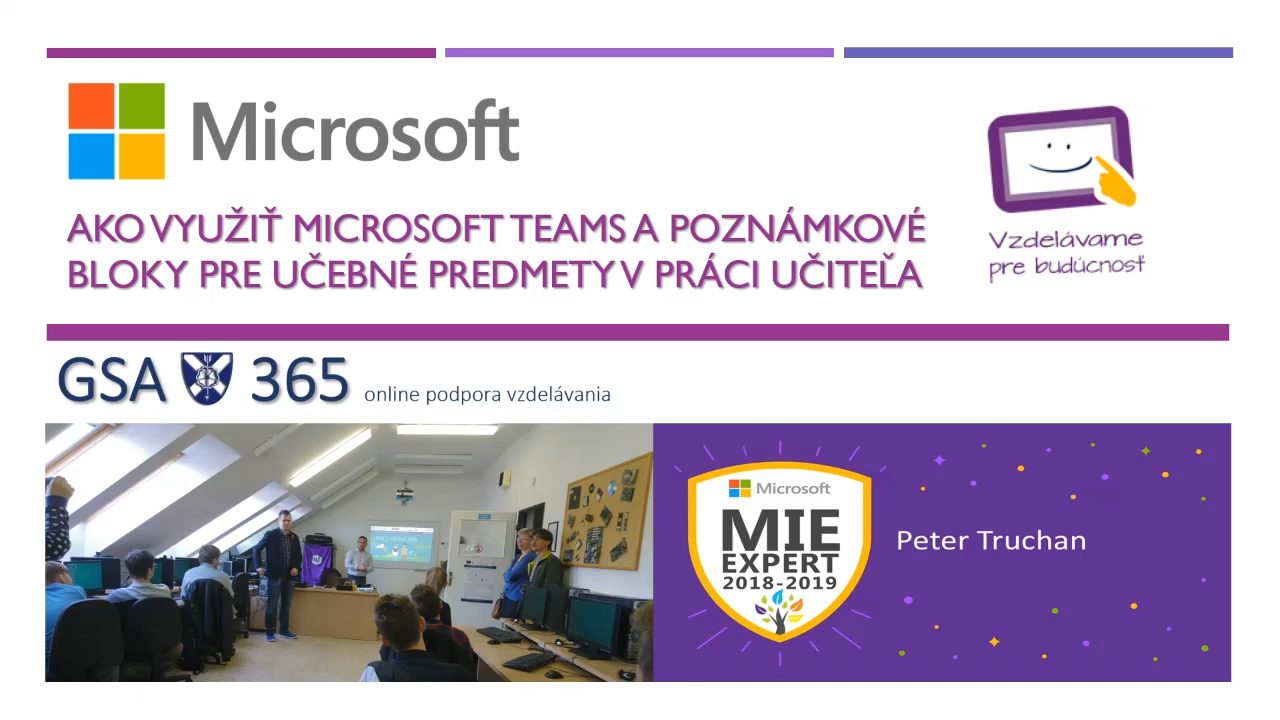 Microsoft
AKO VYUŽIŤ MICROSOFT TEAMS A POZNÁMKOVÉ
BLOKY PRE UČEBNÉ PREDMETY V PRÁCI UČITEĽA
Vzdelávame
pre budúcnosť
GSA 365 online podpora vzdelávania
Microsoft
MIE
EXPERT
2018-2019
Peter Truchan